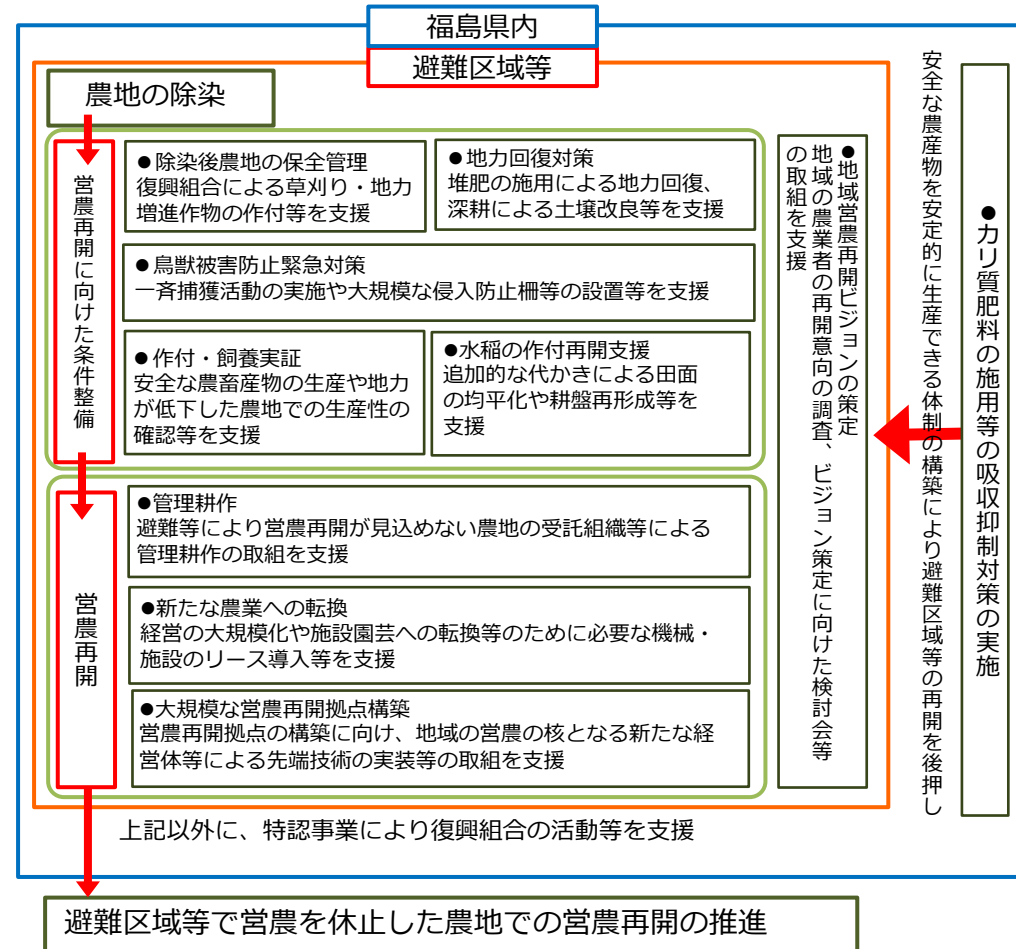 福島県内
避難区域等
農地の除染
営農再開に向けた条件整備
●除染後農地の保全管理
復興組合による草刈り・地力
増進作物の作付等を支援
●地力回復対策
堆肥の施用による地力回復、
深耕による土壌改良等を支援
●鳥獣被害防止緊急対策
一斉捕獲活動の実施や大規模な侵入防止柵等の設置等を支援
●作付・飼養実証
安全な農畜産物の生産や地力
が低下した農地での生産性の
確認等を支援
●水稲の作付再開支援
追加的な代かきによる田面
の均平化や耕盤再形成等を
支援
営農再開
●管理耕作
避難等により営農再開が見込めない農地の受託組織等による
管理耕作の取組を支援
●新たな農業への転換
経営の大規模化や施設園芸への転換等のために必要な機械・
施設のリース導入等を支援
●大規模な営農再開拠点構築
営農再開拠点の構築に向け、地域の営農の核となる新たな経
営体等による先端技術の実装等の取組を支援
●地域営農再開ビジョンの策定
地域の農業者の再開意向の調査、ビジョン策定に向けた検討会等
の取組を支援
●カリ質肥料の施用等の吸収抑制対策の実施
安全な農産物を安定的に生産できる体制の構築により避難区域等の再開を後押し
上記以外に、特認事業により復興組合の活動等を支援
避難区域等で営農を休止した農地での営農再開の推進